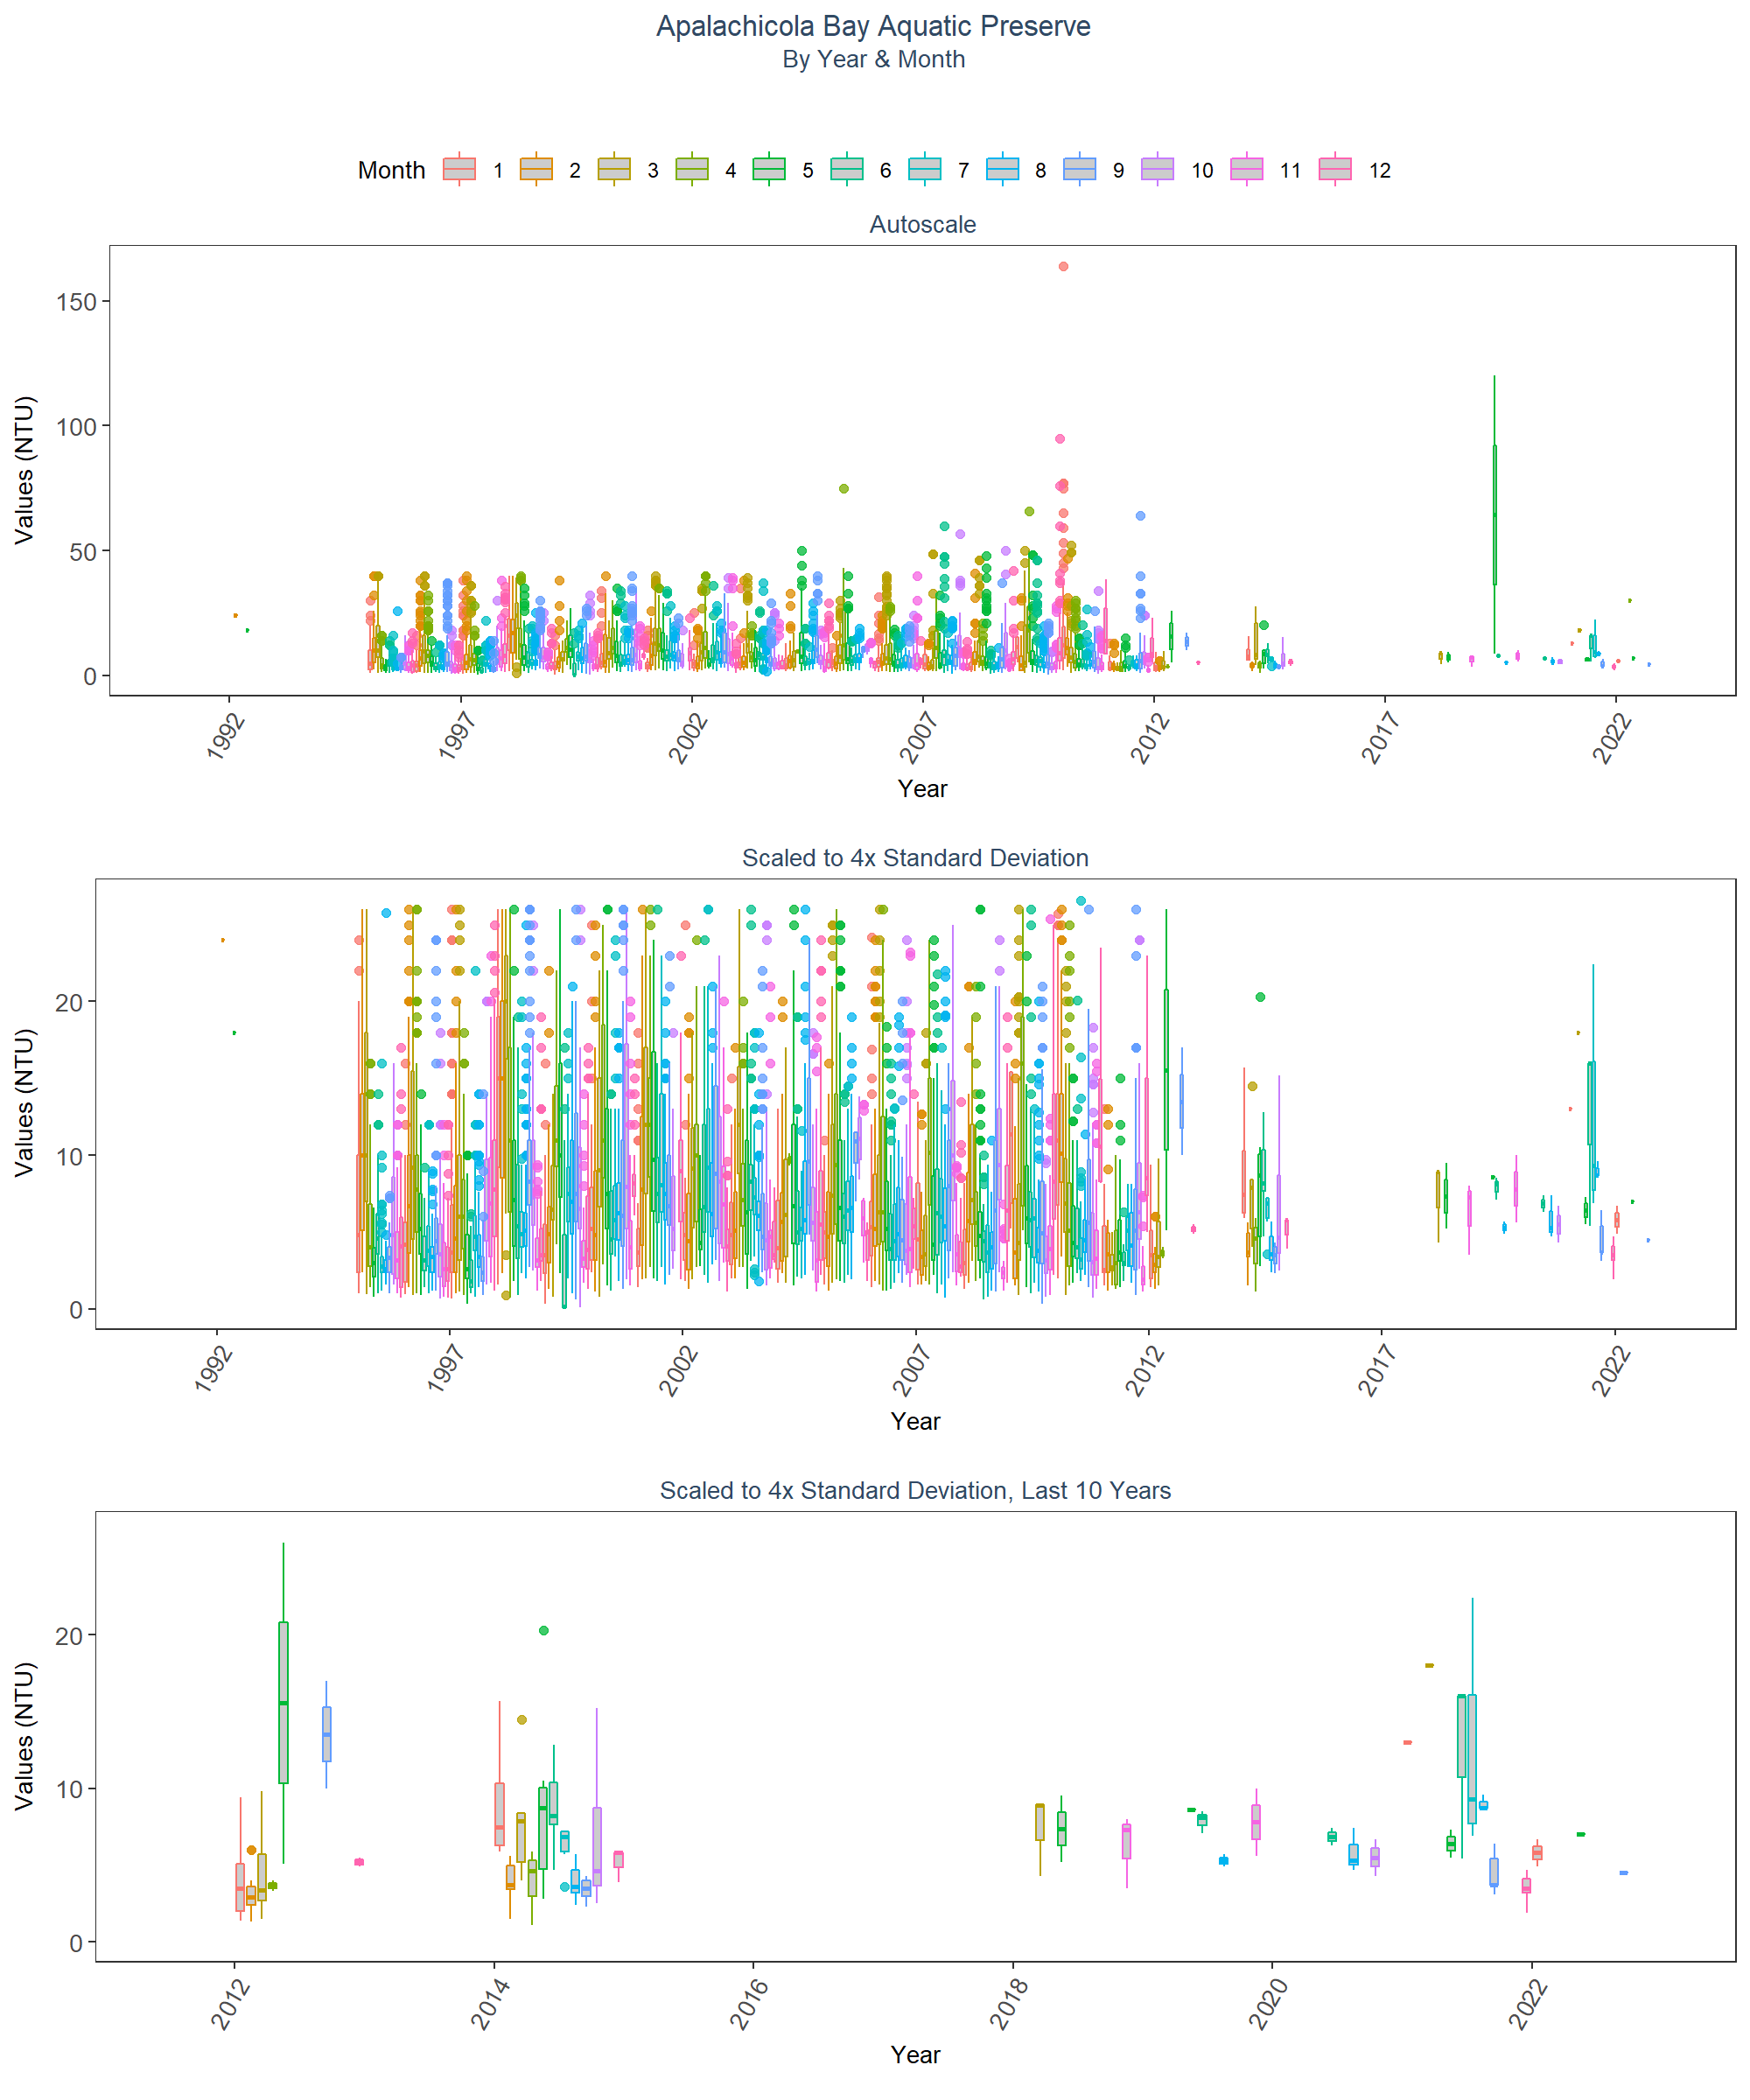 Apalachicola Bay Aquatic Preserve
By Year & Month
Month 1 2 3 4 5 6 7 8 9 10 11 12
Autoscale
Values (NTU)
150
100
50
0
1992 1997 2002 2007 2012 2017 2022
Year
Scaled to 4x Standard Deviation
Values (NTU)
20
10
0
1992 1997 2002 2007 2012 2017 2022
Year
Scaled to 4x Standard Deviation, Last 10 Years
Values (NTU)
20
10
0
2012 2014 2016 2018 2020 2022
Year